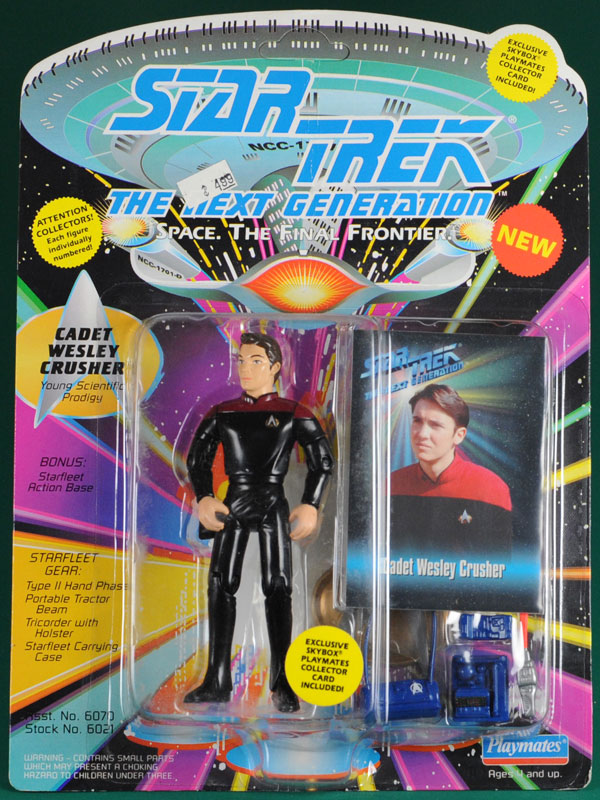 EXCLUSIVE
SKYBOX®
PLAYMATES
COLLECTOR
CARD
INCLUDED!
STAR
TREK
THE NEXT GENERATION™
SPACE. THE FINAL FRONTIER.
4.99
NCC-1701-D
ATTENTION
COLLECTORS!
Each figure
individually
numbered!
NEW
CADET
WESLEY
CRUSHER
Young Scientific
Prodigy
BONUS:
Starfleet
Action Base
STARFLEET
GEAR:
Type II Hand Phaser
Portable Tractor
Beam
Tricorder with
Holster
Starfleet Carrying
Case
STAR TREK
THE NEXT GENERATION
Cadet Wesley Crusher
EXCLUSIVE
SKYBOX®
PLAYMATES
COLLECTOR
CARD
INCLUDED!
Asst. No. 6070
Stock No. 6021
WARNING - CONTAINS SMALL PARTS
WHICH MAY PRESENT A CHOKING
HAZARD TO CHILDREN UNDER THREE.
Playmates®
Ages 4 and up.